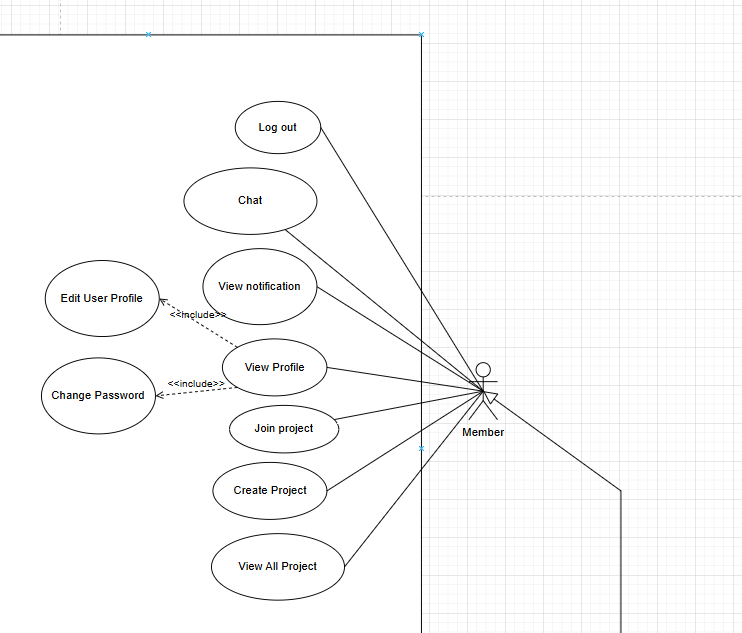 Log out
Chat
View notification
Edit User Profile
<<include>>
View Profile
<<include>>
Change Password
Join project
Member
Create Project
View All Project